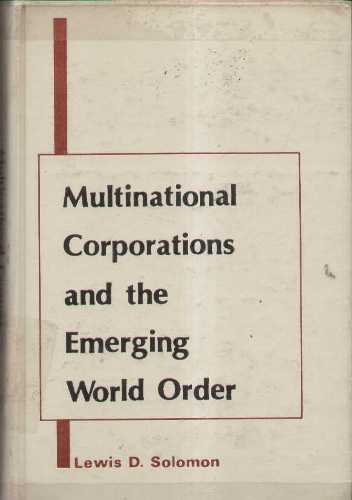 Multinational
Corporations
and the
Emerging
World Order
Lewis D. Solomon